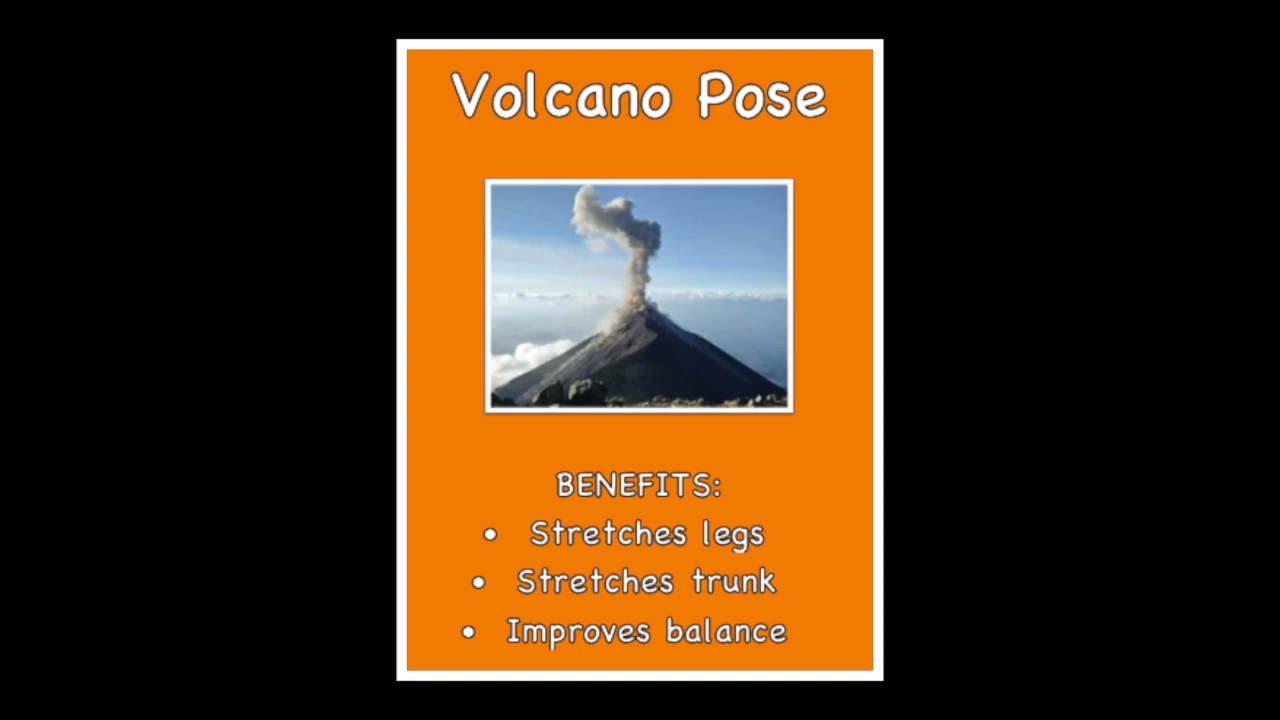 Volcano Pose
BENEFITS:
• Stretches legs
• Stretches trunk
• Improves balance